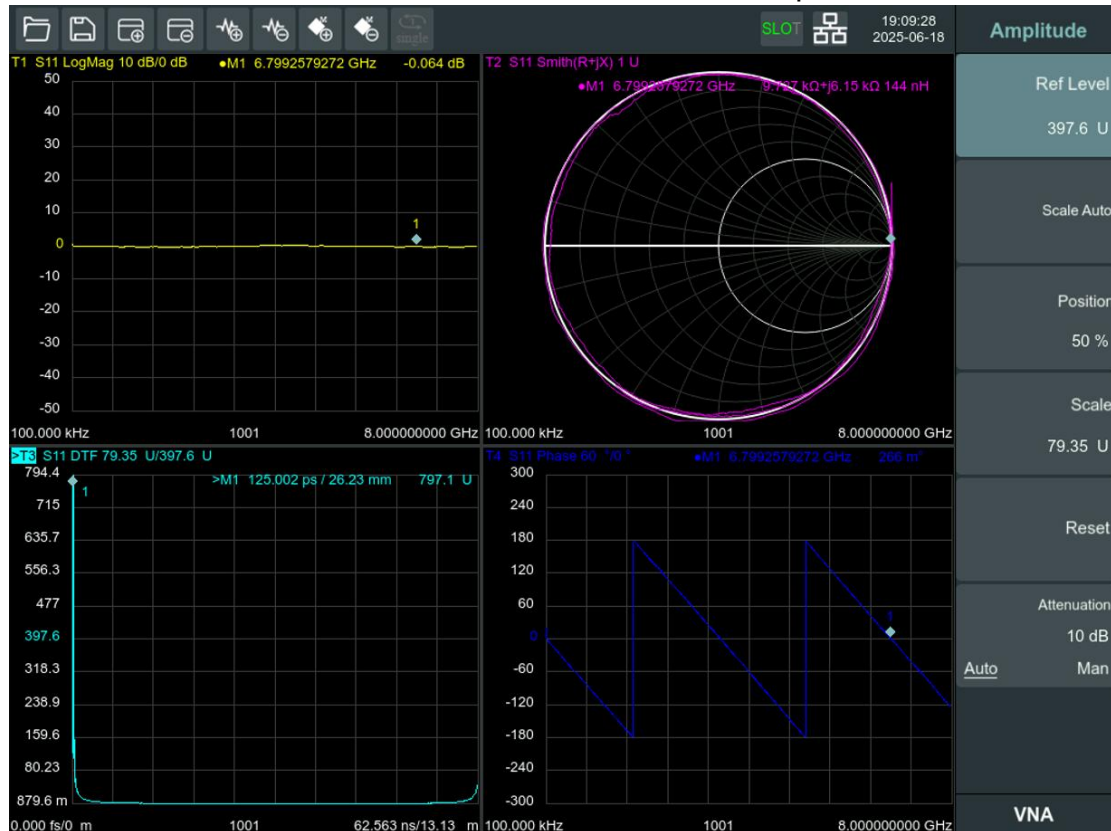 single
SLOT
19:09:28
2025-06-18
T1 S11 LogMag 10 dB/0 dB ●M1 6.7992579272 GHz -0.064 dB
50
40
30
20
10
0
-10
-20
-30
-40
-50
1
100.000 kHz 1001 8.000000000 GHz
T2 S11 Smith(R+jX) 1 U
●M1 6.7992579272 GHz 9.727 kΩ+j6.15 kΩ 144 nH
100.000 kHz 1001 8.000000000 GHz
>T3 S11 DTF 79.35 U/397.6 U
>M1 125.002 ps / 26.23 mm 797.1 U
794.4
715
635.7
556.3
477
397.6
318.3
238.9
159.6
80.23
879.6 m
1
0.000 fs/0 m 1001 62.563 ns/13.13 m
T4 S11 Phase 60 °/0 ° ●M1 6.7992579272 GHz 266 m°
300
240
180
120
60
0
-60
-120
-180
-240
-300
1
100.000 kHz 1001 8.000000000 GHz
Amplitude
Ref Level
397.6 U
Scale Auto
Position
50 %
Scale
79.35 U
Reset
Attenuation
10 dB
Auto Man
VNA